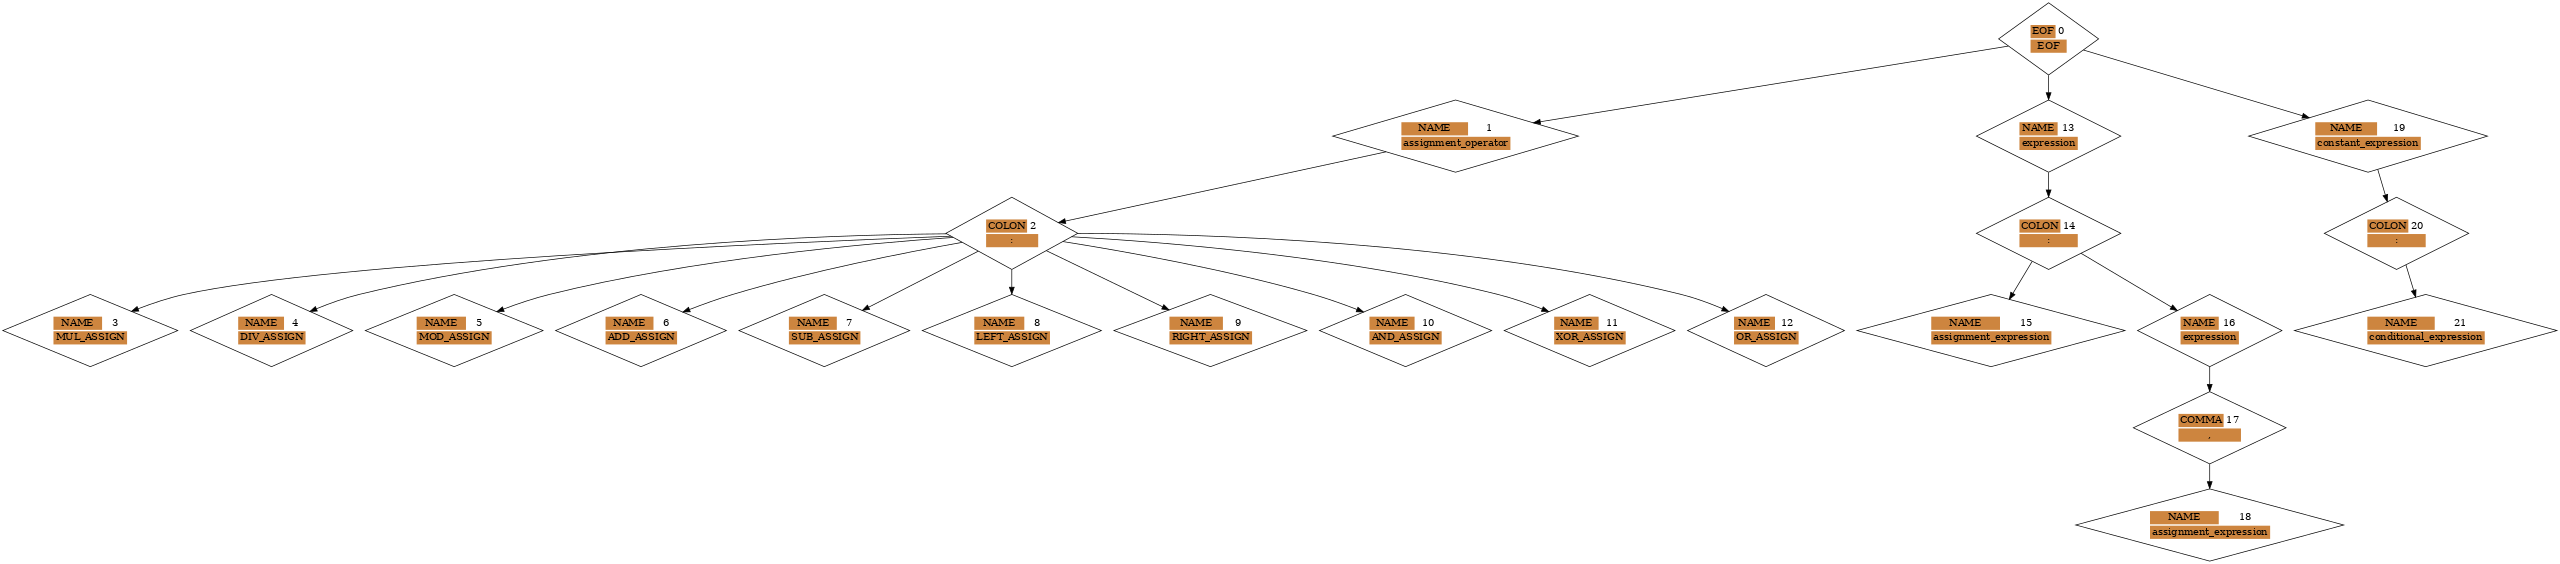 EOF 0
EOF
NAME 1
assignment_operator
NAME 13
expression
NAME 19
constant_expression
COLON 2
:
COLON 14
:
COLON 20
:
NAME 3
MUL_ASSIGN
NAME 4
DIV_ASSIGN
NAME 5
MOD_ASSIGN
NAME 6
ADD_ASSIGN
NAME 7
SUB_ASSIGN
NAME 8
LEFT_ASSIGN
NAME 9
RIGHT_ASSIGN
NAME 10
AND_ASSIGN
NAME 11
XOR_ASSIGN
NAME 12
OR_ASSIGN
NAME 15
assignment_expression
NAME 16
expression
NAME 21
conditional_expression
COMMA 17
,
NAME 18
assignment_expression